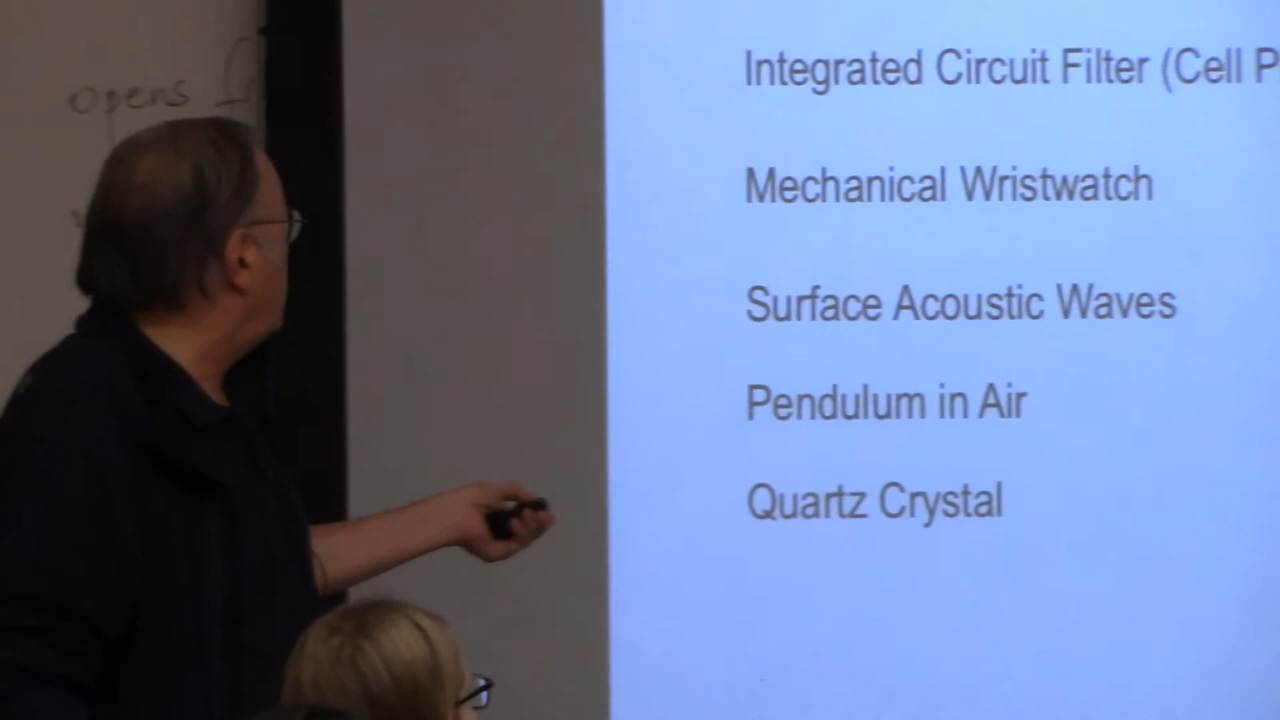 opens
Integrated Circuit Filter (Cell P
Mechanical Wristwatch
Surface Acoustic Waves
Pendulum in Air
Quartz Crystal